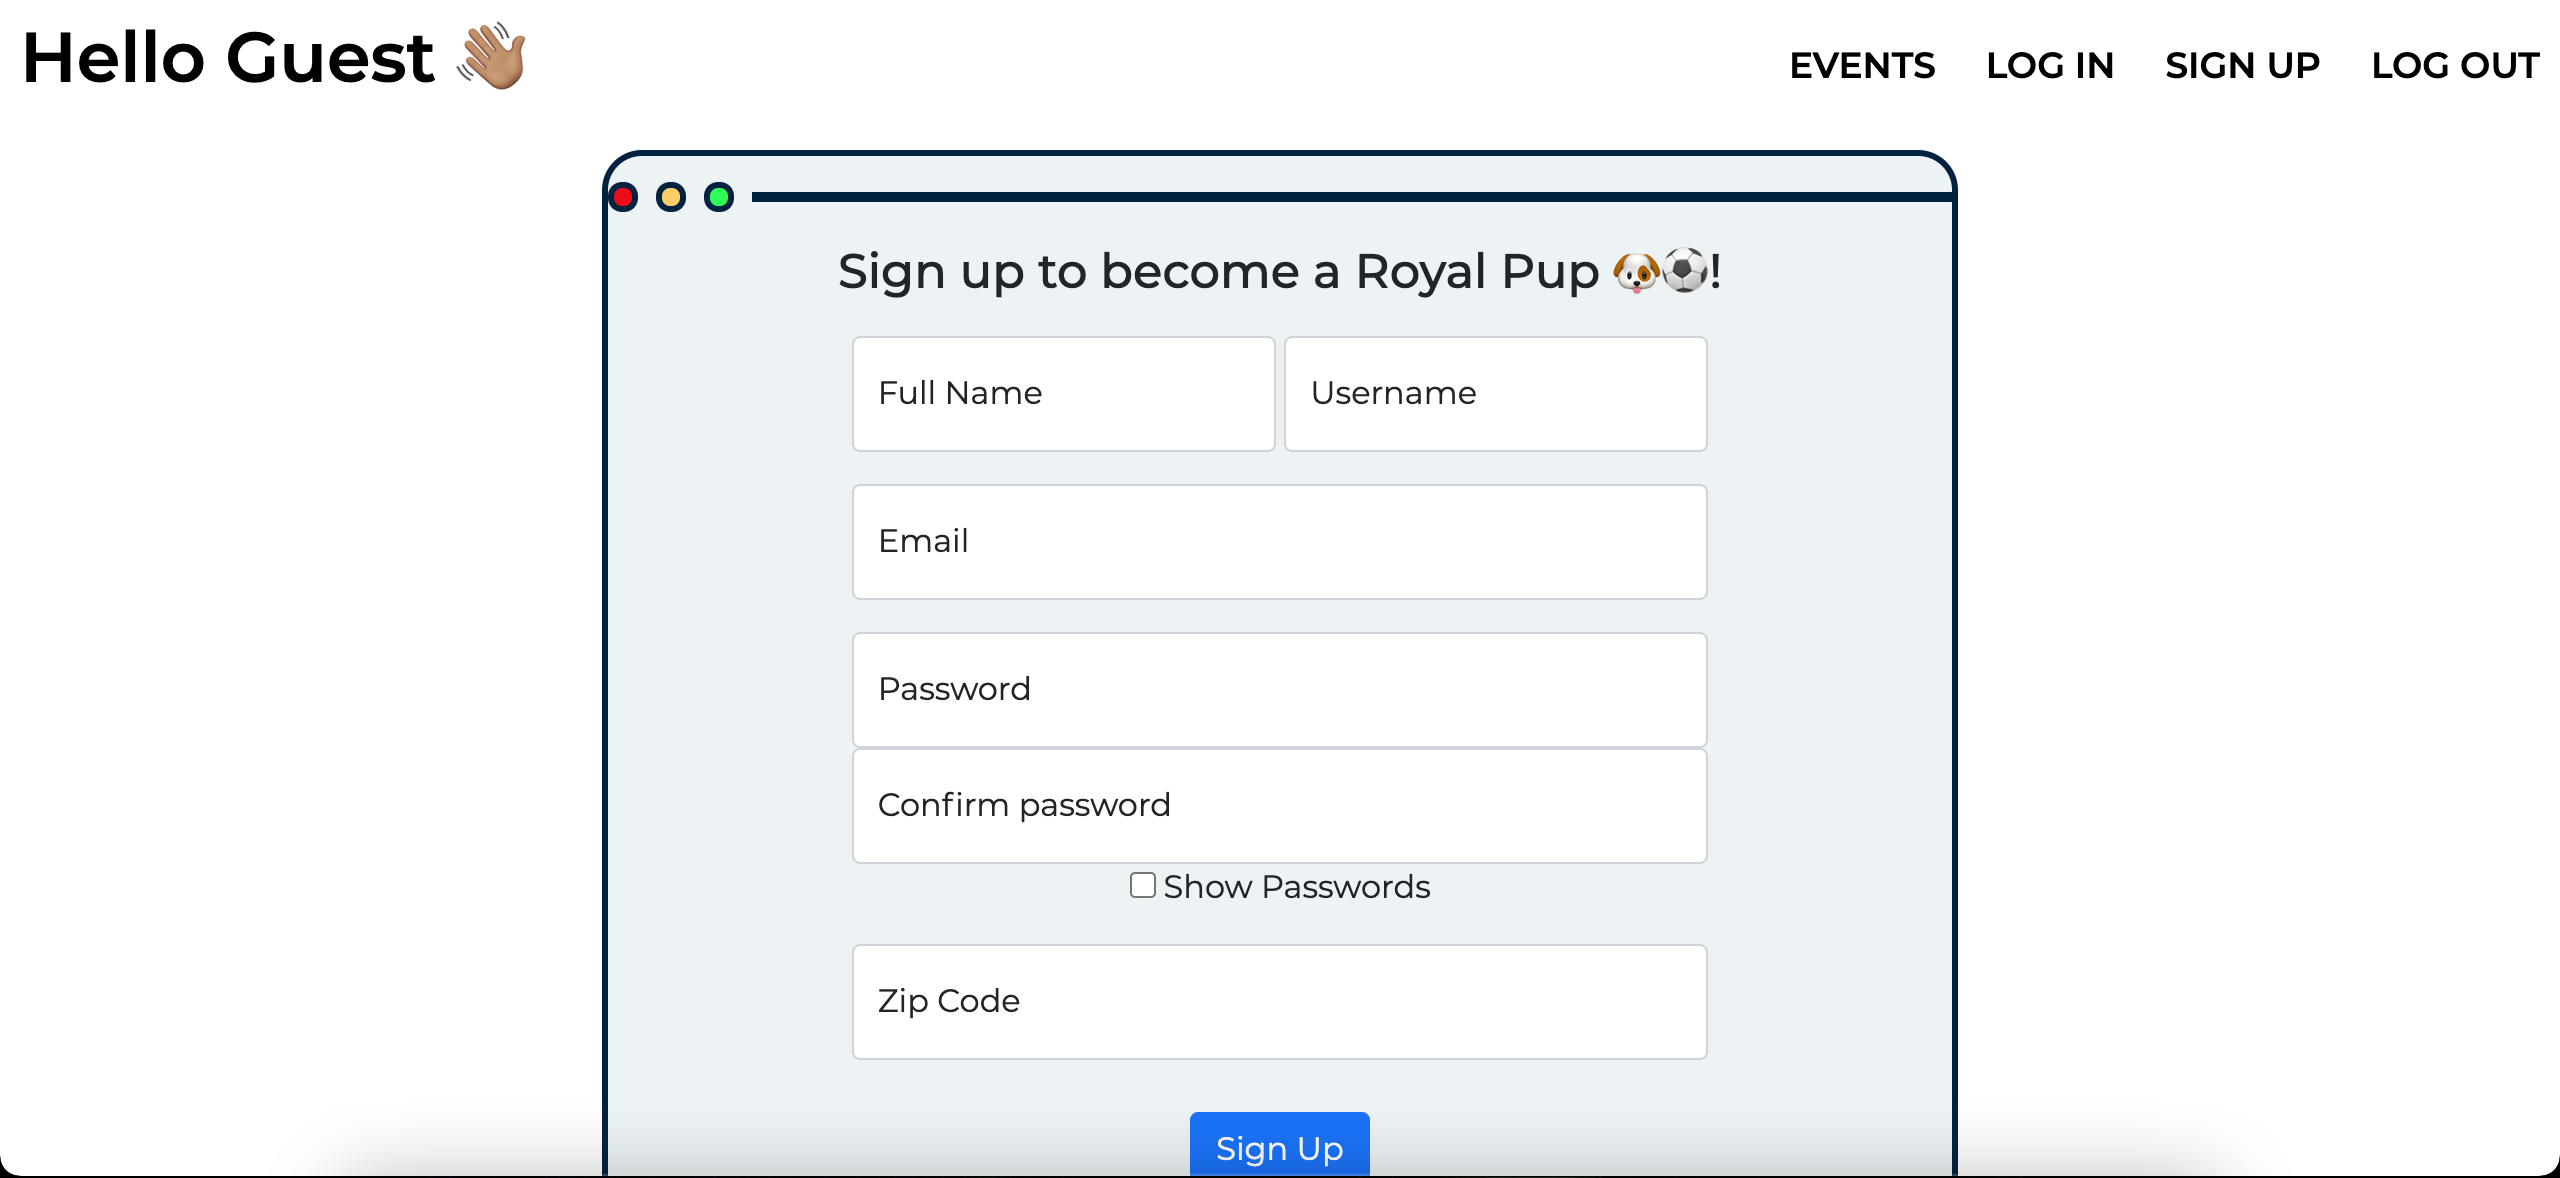 Hello Guest 👋🏽
EVENTS LOG IN SIGN UP LOG OUT
Sign up to become a Royal Pup 🐶⚽!
Full Name Username
Email
Password
Confirm password
Show Passwords
Zip Code
Sign Up